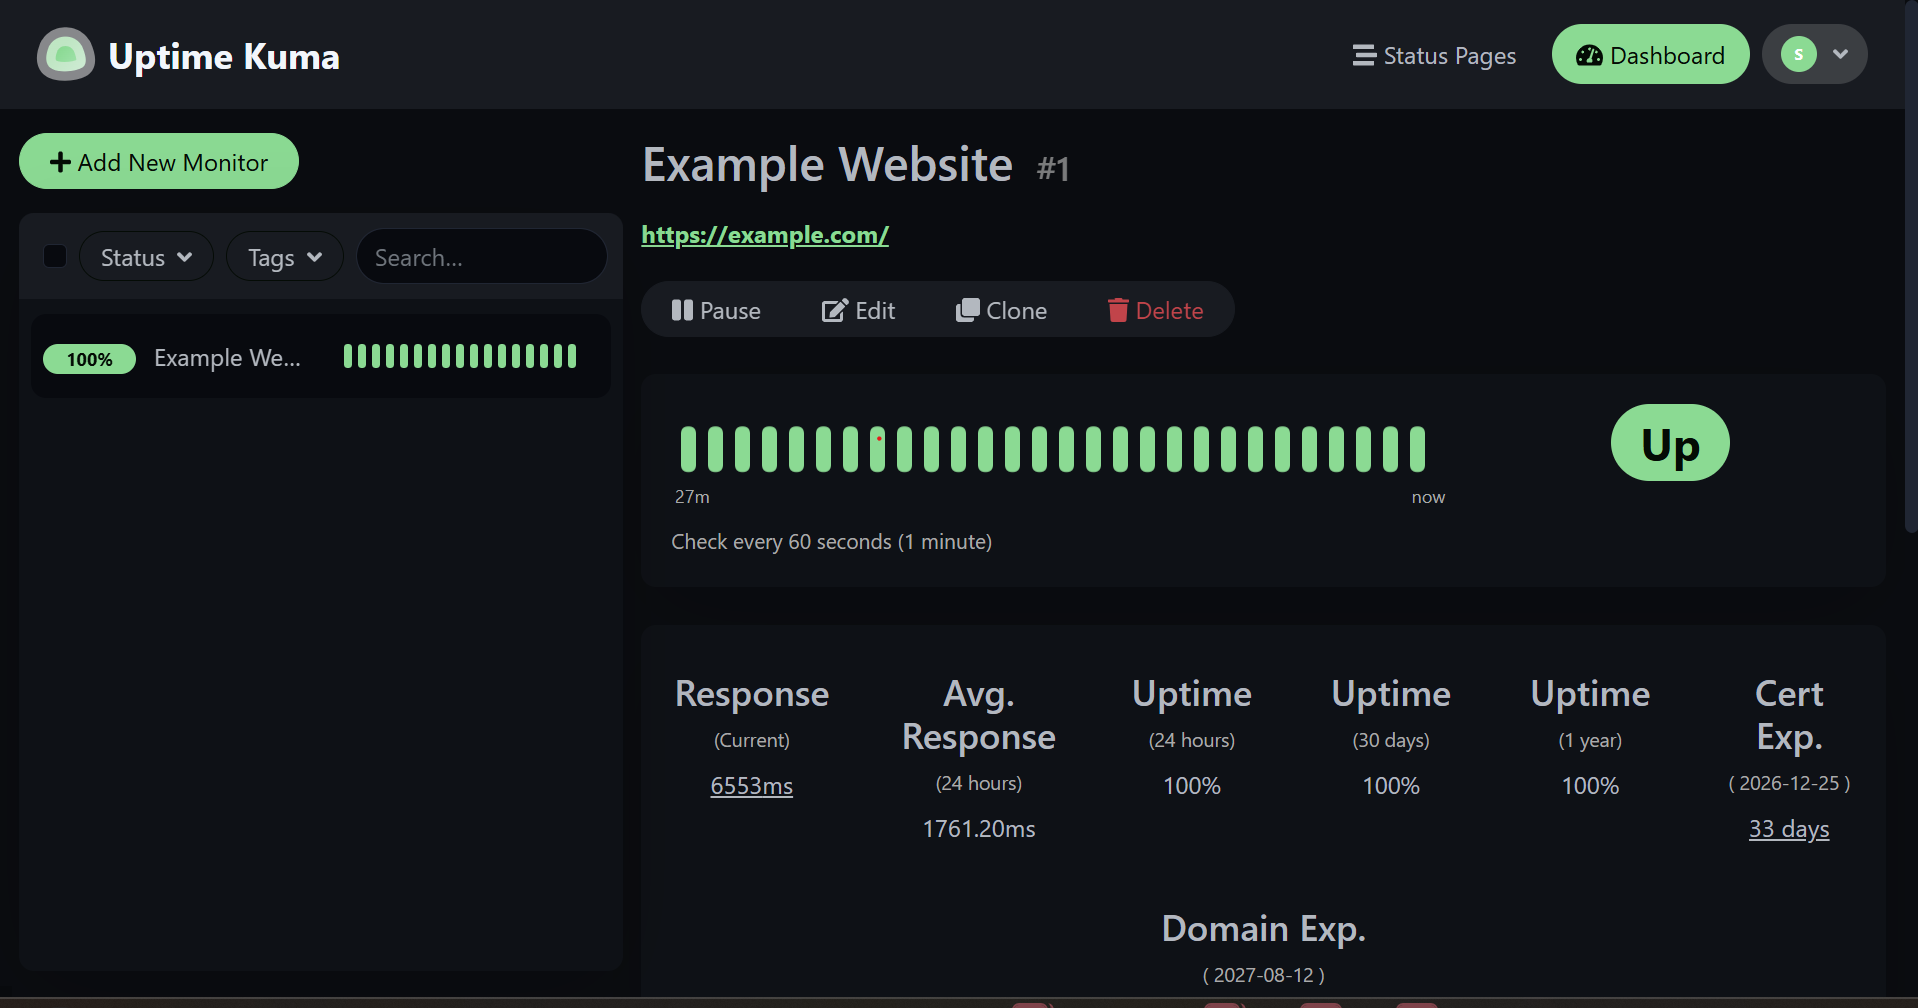 Uptime Kuma
Status Pages
Dashboard
S
Add New Monitor
Status
Tags
Search...
100%
Example We...
Example Website #1
https://example.com/
Pause
Edit
Clone
Delete
Up
27m
now
Check every 60 seconds (1 minute)
Response
(Current)
6553ms
Avg.
Response
(24 hours)
1761.20ms
Uptime
(24 hours)
100%
Uptime
(30 days)
100%
Uptime
(1 year)
100%
Cert
Exp.
( 2026-12-25 )
33 days
Domain Exp.
( 2027-08-12 )